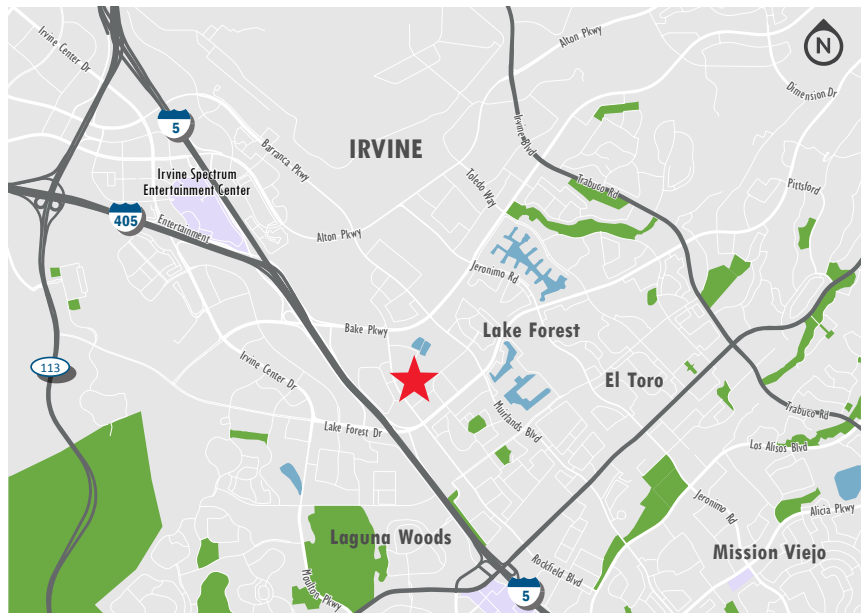 Alton Pkwy
N
Irvine Center Dr
Dimension Dr
5
Irvine Blvd
Barranca Pkwy
IRVINE
Irvine Spectrum
Entertainment Center
Toledo Way
Trabuco Rd
Pittsford
405
Entertainment
Alton Pkwy
Jeronimo Rd
Bake Pkwy
Lake Forest
113
Irvine Center Dr
El Toro
Muirlands Blvd
Trabuco Rd
Lake Forest Dr
Los Alisos Blvd
Jeronimo Rd
Alicia Pkwy
Laguna Woods
Mission Viejo
Moulton Pkwy
Rockfield Blvd
5